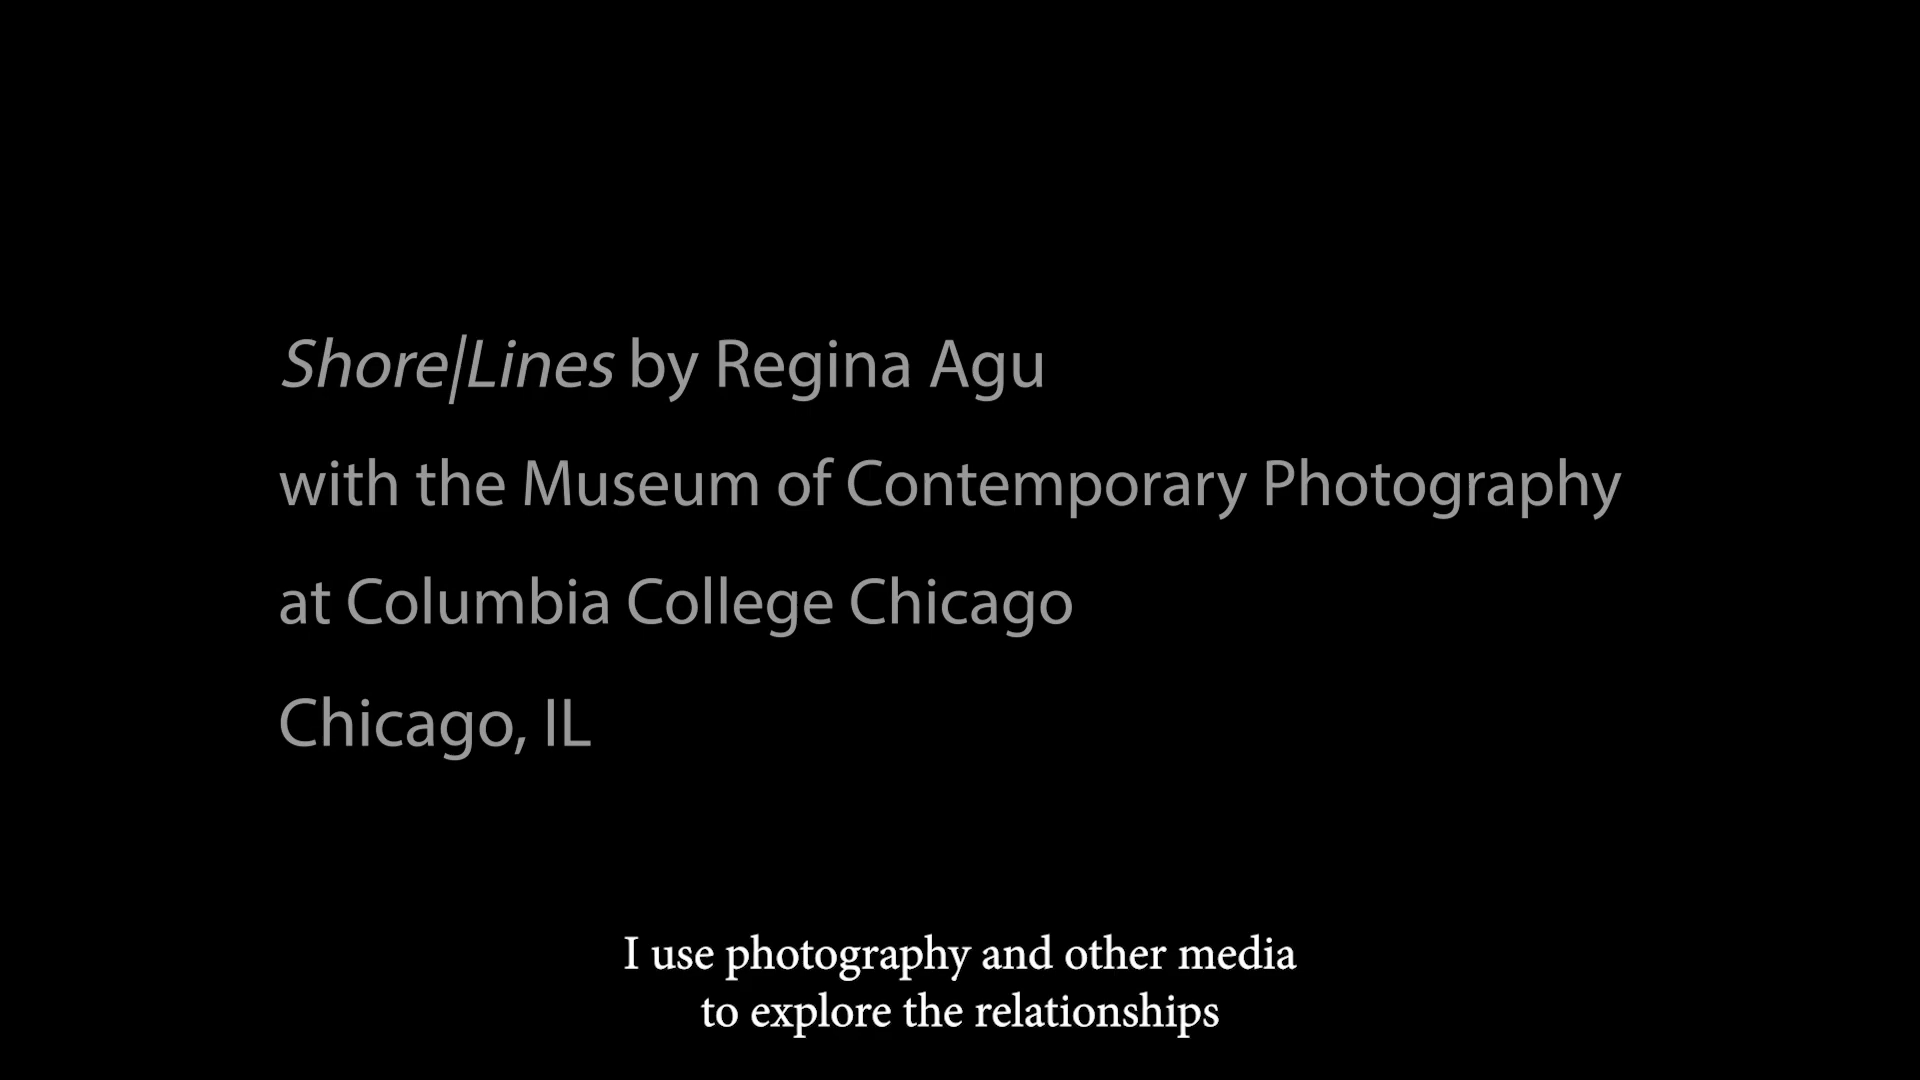 Shore|Lines by Regina Agu
with the Museum of Contemporary Photography
at Columbia College Chicago
Chicago, IL
I use photography and other media
to explore the relationships